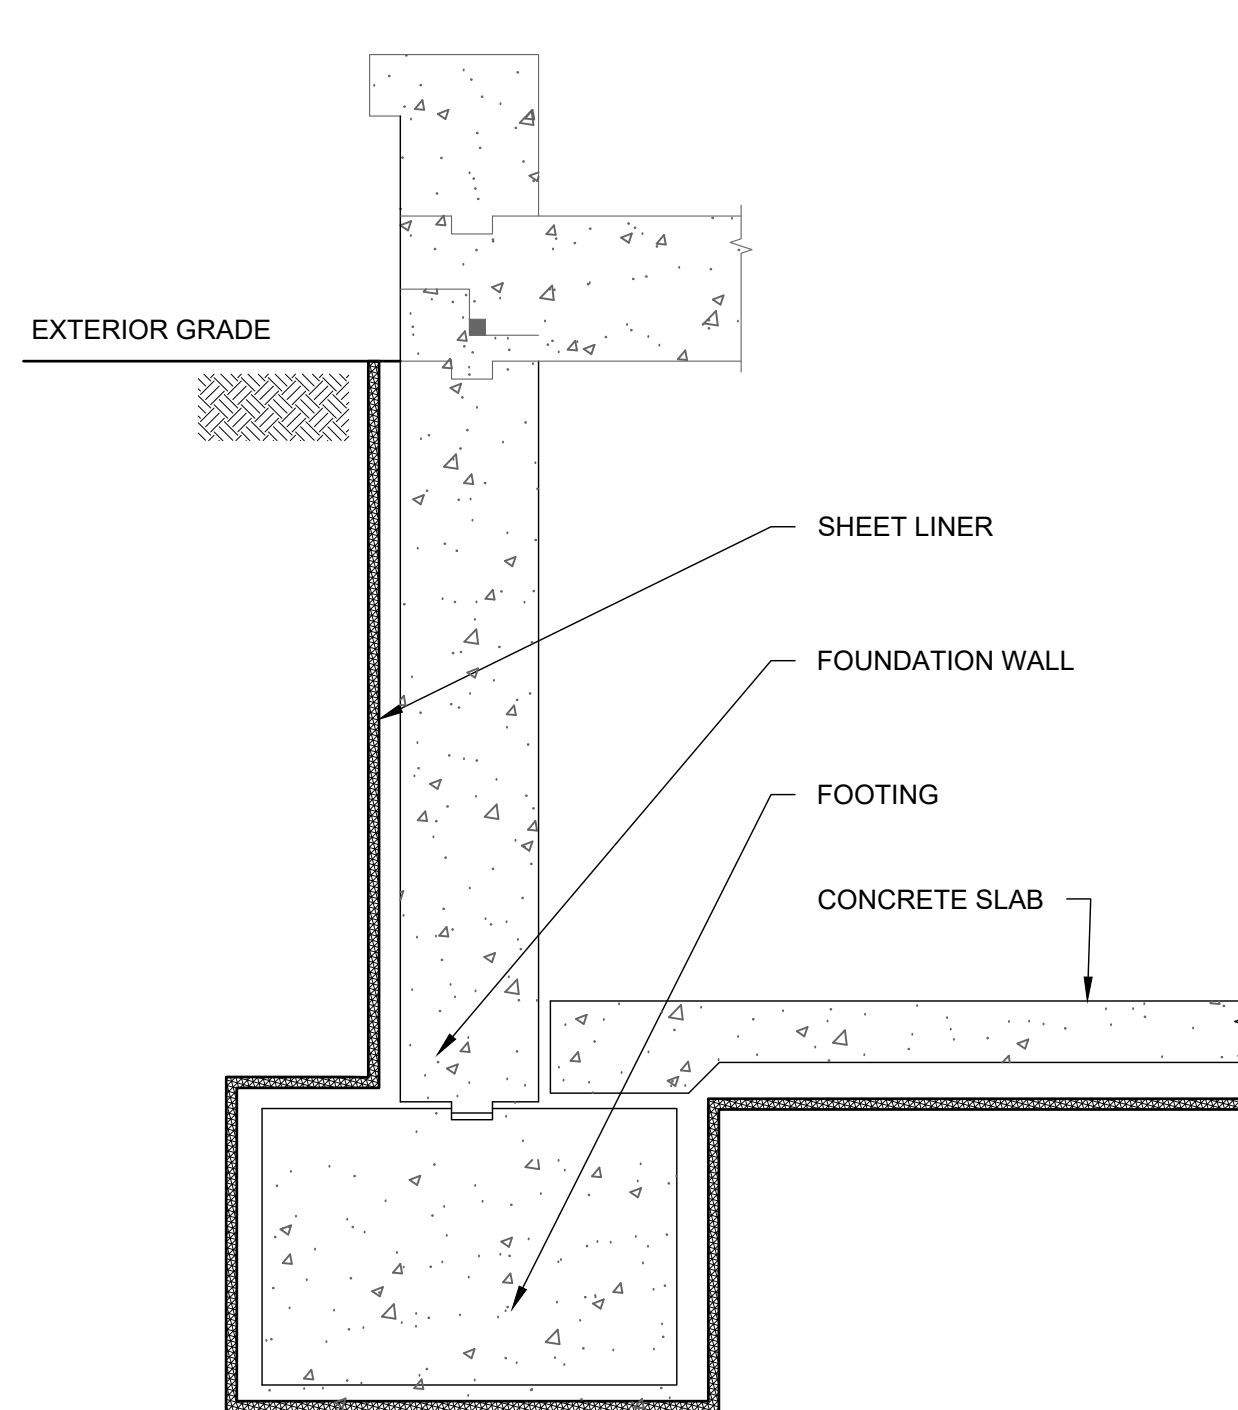 EXTERIOR GRADE
SHEET LINER
FOUNDATION WALL
FOOTING
CONCRETE SLAB